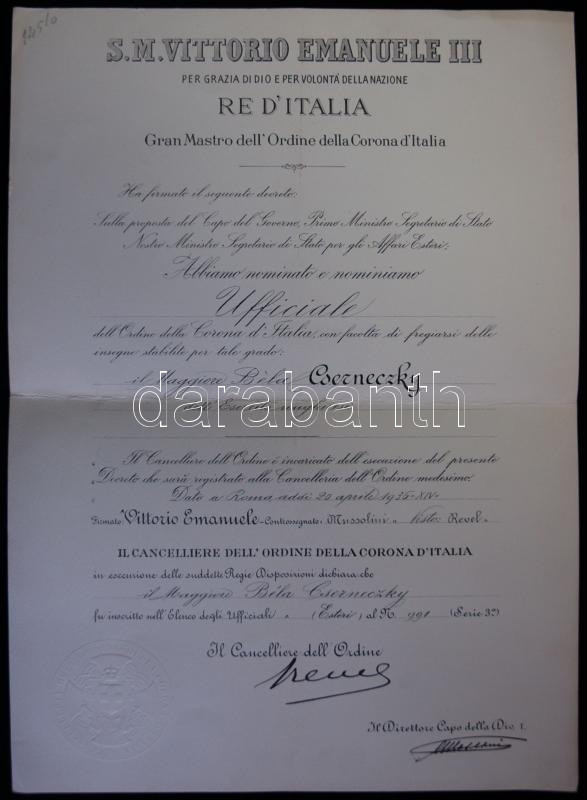 S.M. VITTORIO EMANUELE III
PER GRAZIA DI DIO E PER VOLONTÀ DELLA NAZIONE
RE D'ITALIA
Gran Mastro dell'Ordine della Corona d'Italia
Ha firmato il seguente decreto:
Sulla proposta del Capo del Governo, Primo Ministro Segretario di Stato
Nostro Ministro Segretario di Stato per gli Affari Esteri;
Abbiamo nominato e nominiamo
Ufficiale
dell'Ordine della Corona d'Italia, con facoltà di fregiarsi delle
insegne stabilite per tale grado:
il Maggiore Béla Cserneczky
darabanth
Il Cancelliere dell'Ordine è incaricato dell'esecuzione del presente
Decreto che sarà registrato alla Cancelleria dell'Ordine medesimo.
Dato a Roma addì 20 aprile 1936-XIV-
Firmato: Vittorio Emanuele - Controssegnato: Mussolini " Visto: Revel "
IL CANCELLIERE DELL'ORDINE DELLA CORONA D'ITALIA
in esecuzione delle suddette Regie Disposizioni dichiara che
il Maggiore Béla Cserneczky
fu inscritto nell'Elenco degli Ufficiali " (Esteri) al N. 991 (Serie 3ª)
Il Cancelliere dell'Ordine
Il Direttore Capo della Div. I.